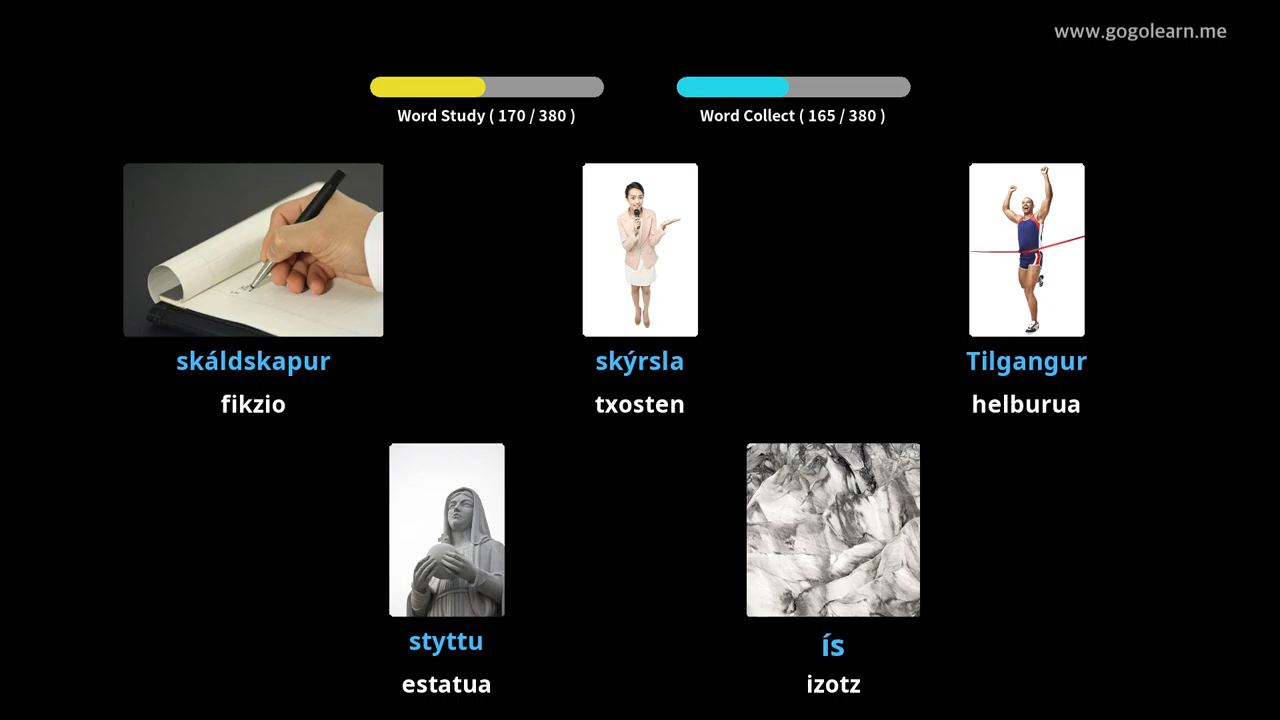 www.gogolearn.me
Word Study ( 170 / 380 )
Word Collect ( 165 / 380 )
skáldskapur
fikzio
skýrsla
txosten
Tilgangur
helburua
styttu
estatua
ís
izotz